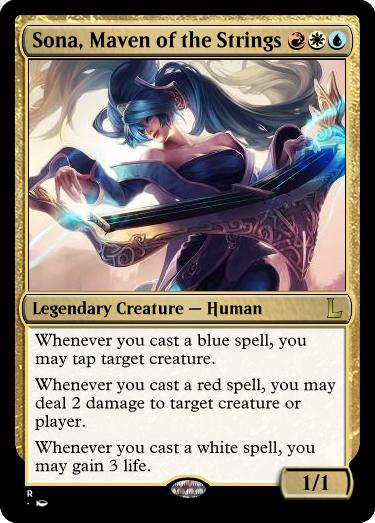 Sona, Maven of the Strings
Legendary Creature — Human
L
Whenever you cast a blue spell, you
may tap target creature.
Whenever you cast a red spell, you may
deal 2 damage to target creature or
player.
Whenever you cast a white spell, you
may gain 3 life.
1/1
R